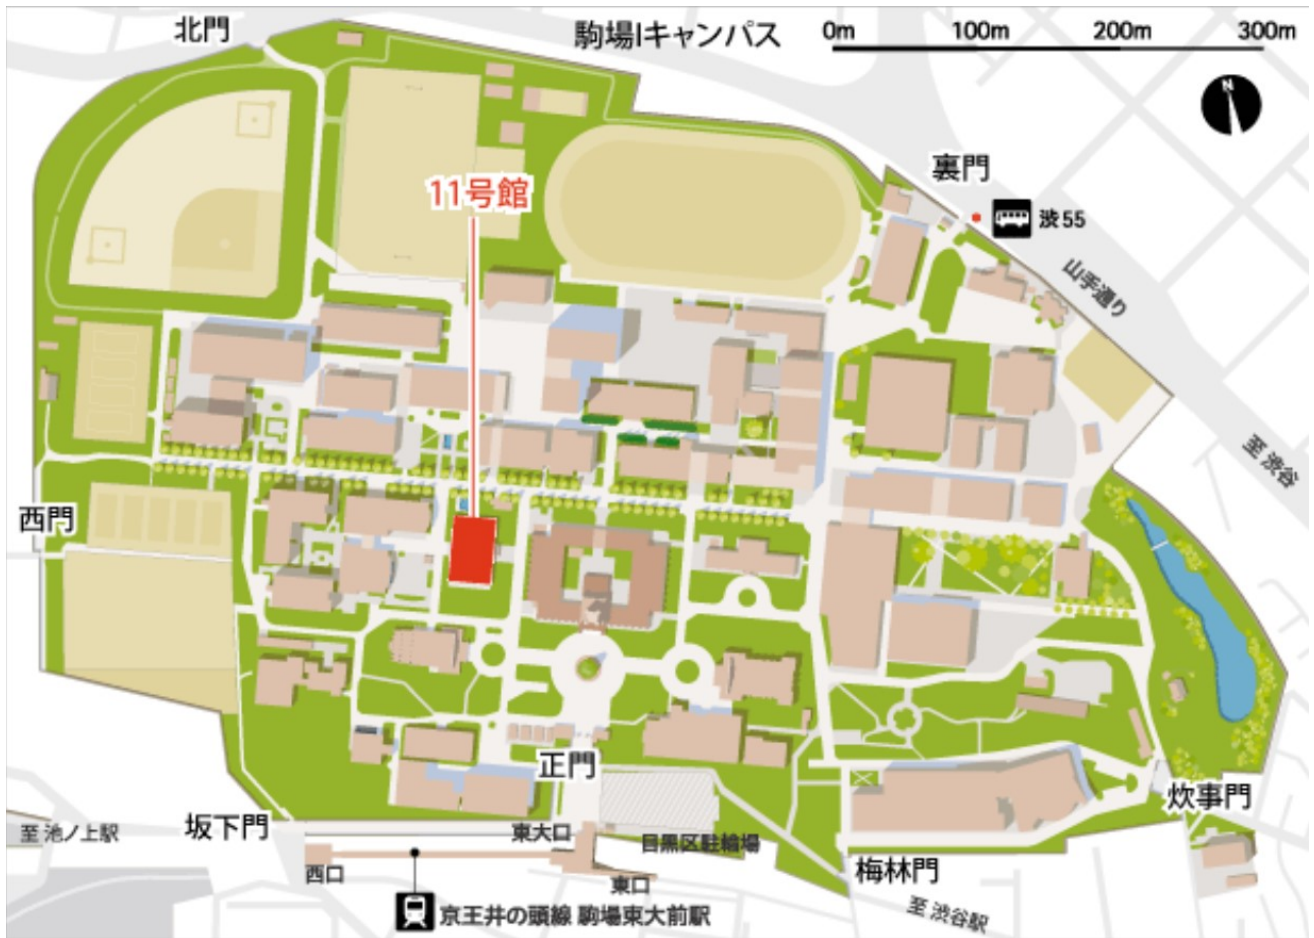 北門
駒場Iキャンパス
0m 100m 200m 300m
N
裏門
11号館
渋55
山手通り
至 渋谷
西門
正門
炊事門
坂下門
至 池ノ上駅
東大口
目黒区駐輪場
西口
東口
梅林門
至 渋谷駅
京王井の頭線 駒場東大前駅